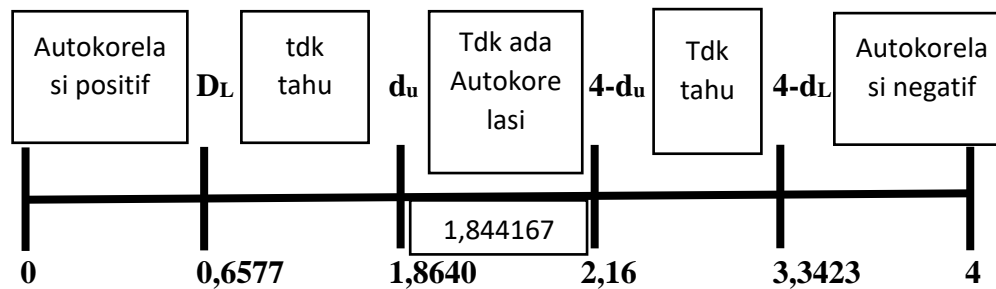 Autokorela
si positif
DL
tdk
tahu
du
Tdk ada
Autokore
lasi
4-du
Tdk
tahu
4-dL
Autokorela
si negatif
1,844167
0
0,6577
1,8640
2,16
3,3423
4